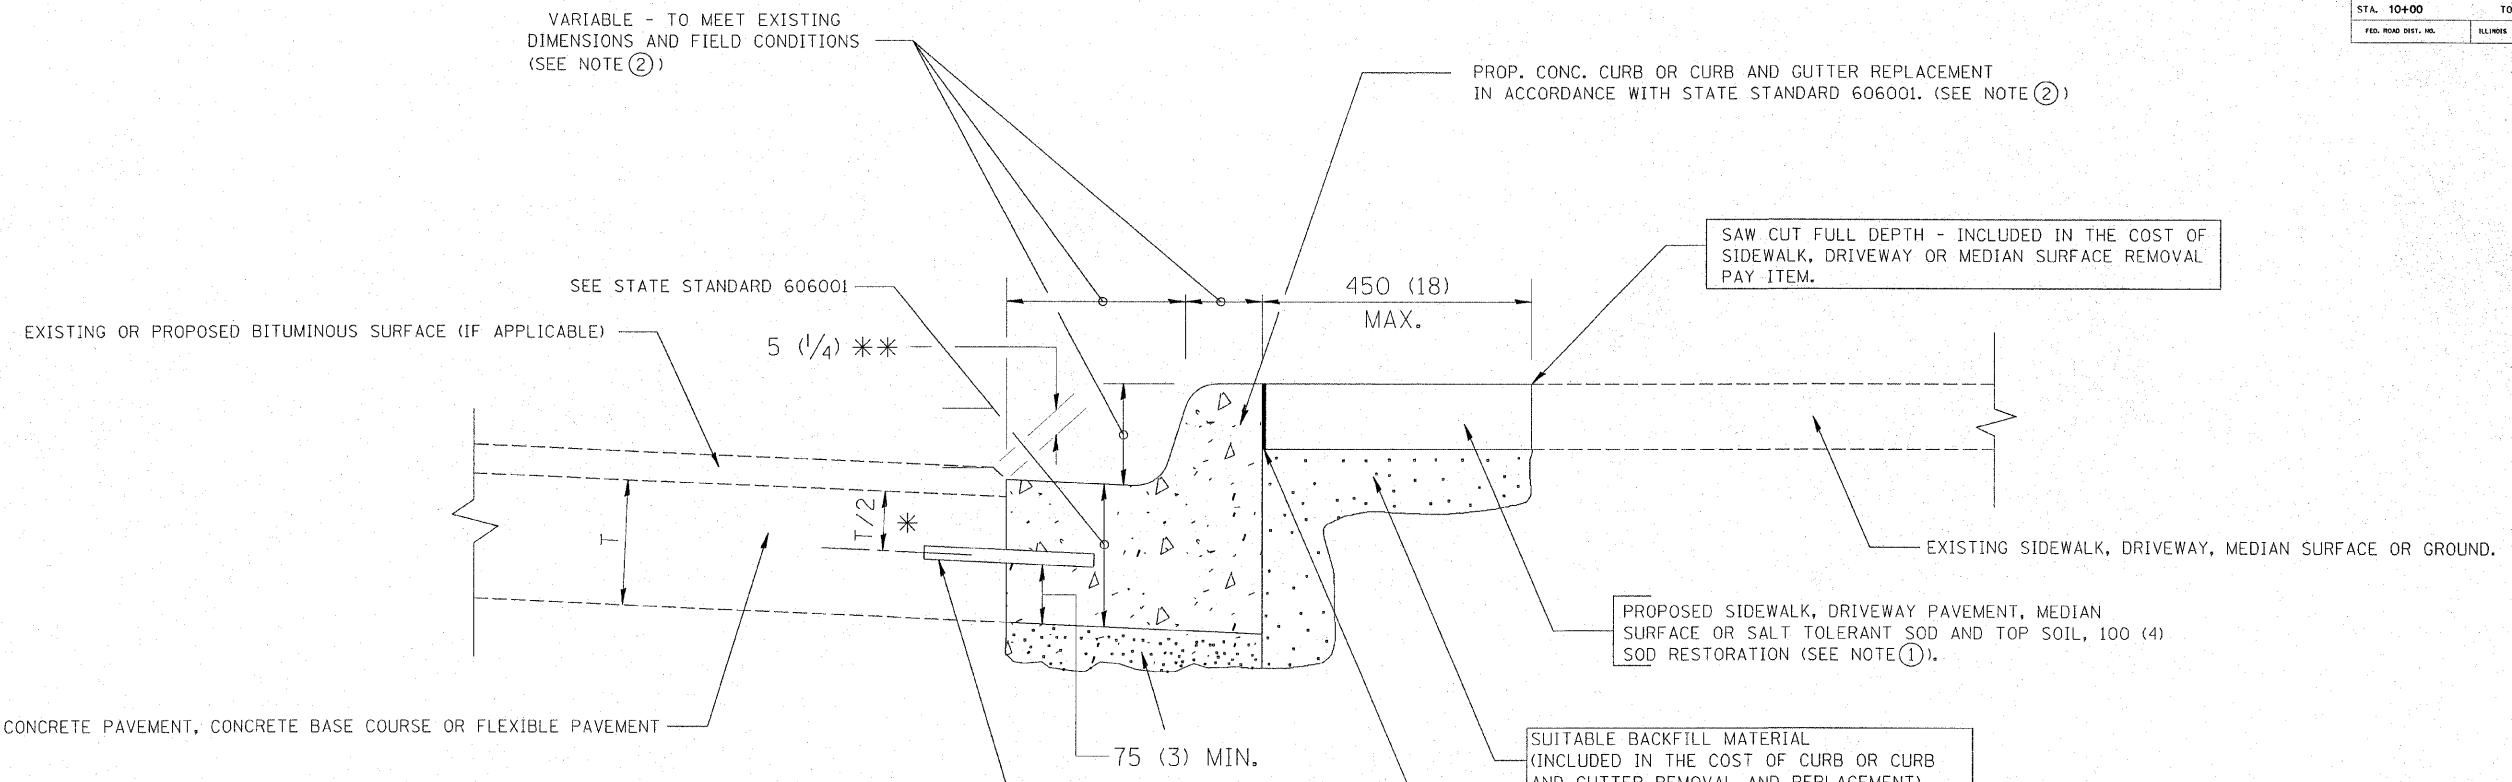 VARIABLE - TO MEET EXISTING
DIMENSIONS AND FIELD CONDITIONS
(SEE NOTE ②)
STA. 10+00 TO
FED. ROAD DIST. NO. ILLINOIS
PROP. CONC. CURB OR CURB AND GUTTER REPLACEMENT
IN ACCORDANCE WITH STATE STANDARD 606001. (SEE NOTE ②)
SAW CUT FULL DEPTH - INCLUDED IN THE COST OF
SIDEWALK, DRIVEWAY OR MEDIAN SURFACE REMOVAL
PAY ITEM.
SEE STATE STANDARD 606001
450 (18)
MAX.
EXISTING OR PROPOSED BITUMINOUS SURFACE (IF APPLICABLE)
5 (1/4) **
T
T/2
*
EXISTING SIDEWALK, DRIVEWAY, MEDIAN SURFACE OR GROUND.
PROPOSED SIDEWALK, DRIVEWAY PAVEMENT, MEDIAN
SURFACE OR SALT TOLERANT SOD AND TOP SOIL, 100 (4)
SOD RESTORATION (SEE NOTE ①).
CONCRETE PAVEMENT, CONCRETE BASE COURSE OR FLEXIBLE PAVEMENT
75 (3) MIN.
SUITABLE BACKFILL MATERIAL
(INCLUDED IN THE COST OF CURB OR CURB
AND GUTTER REMOVAL AND REPLACEMENT)